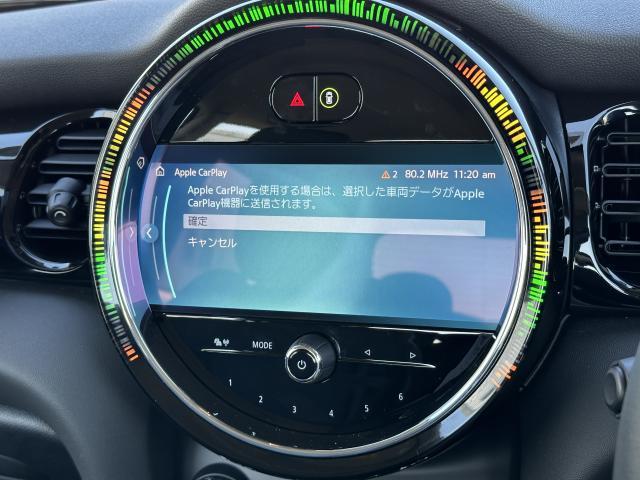 Apple CarPlay 2 80.2 MHz 11:20 am
Apple CarPlayを使用する場合は、選択した車両データがApple
CarPlay機器に送信されます。
確定
キャンセル
MODE
1 2 3 4 5 6